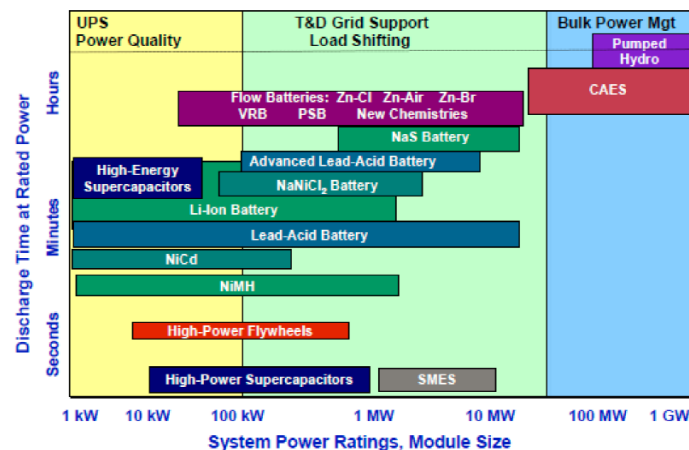 UPS
Power Quality
T&D Grid Support
Load Shifting
Bulk Power Mgt
Pumped
Hydro
CAES
Flow Batteries: Zn-Cl Zn-Air Zn-Br
VRB PSB New Chemistries
NaS Battery
Advanced Lead-Acid Battery
High-Energy
Supercapacitors
NaNiCl₂ Battery
Li-Ion Battery
Lead-Acid Battery
NiCd
NiMH
High-Power Flywheels
High-Power Supercapacitors
SMES
Discharge Time at Rated Power
Hours
Minutes
Seconds
1 kW 10 kW 100 kW 1 MW 10 MW 100 MW 1 GW
System Power Ratings, Module Size